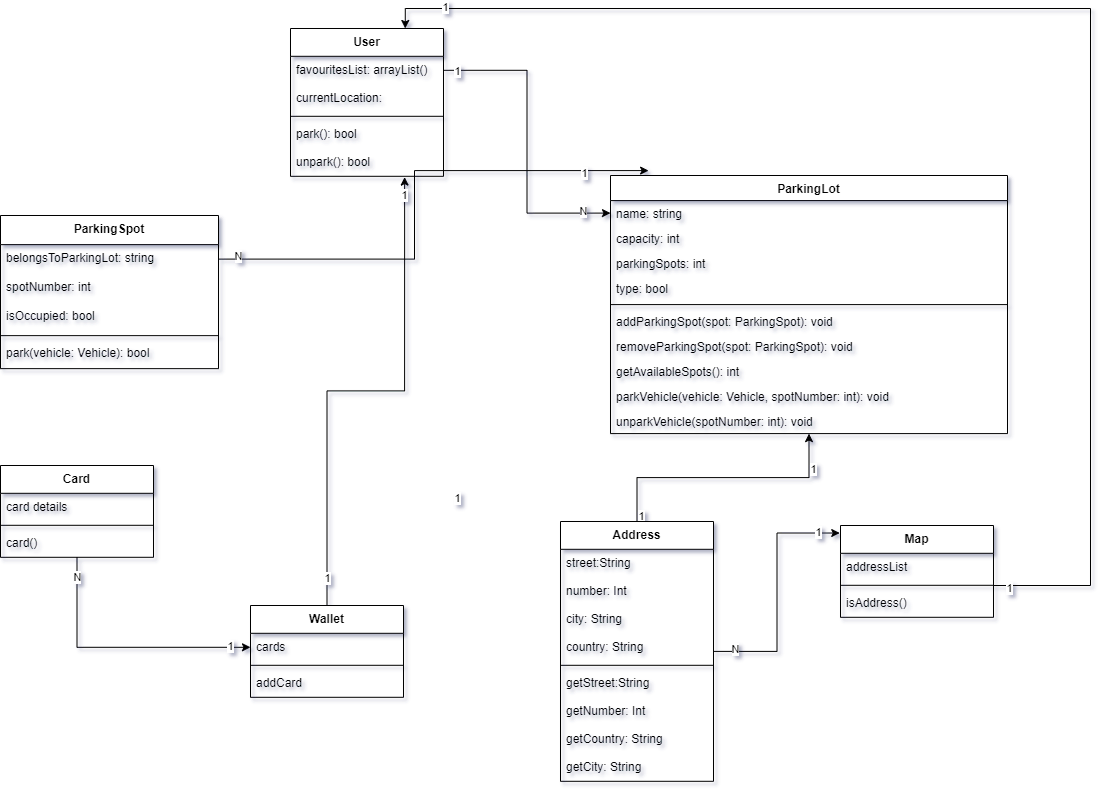 1
User
favouritesList: arrayList()
currentLocation:
park(): bool
unpark(): bool
1
N
1
1
ParkingLot
name: string
capacity: int
parkingSpots: int
type: bool
addParkingSpot(spot: ParkingSpot): void
removeParkingSpot(spot: ParkingSpot): void
getAvailableSpots(): int
parkVehicle(vehicle: Vehicle, spotNumber: int): void
unparkVehicle(spotNumber: int): void
ParkingSpot
belongsToParkingLot: string
spotNumber: int
isOccupied: bool
park(vehicle: Vehicle): bool
N
Card
card details
card()
N
1
1
Wallet
cards
addCard
1
1
1
Address
street:String
number: Int
city: String
country: String
getStreet:String
getNumber: Int
getCountry: String
getCity: String
N
1
Map
addressList
isAddress()
1